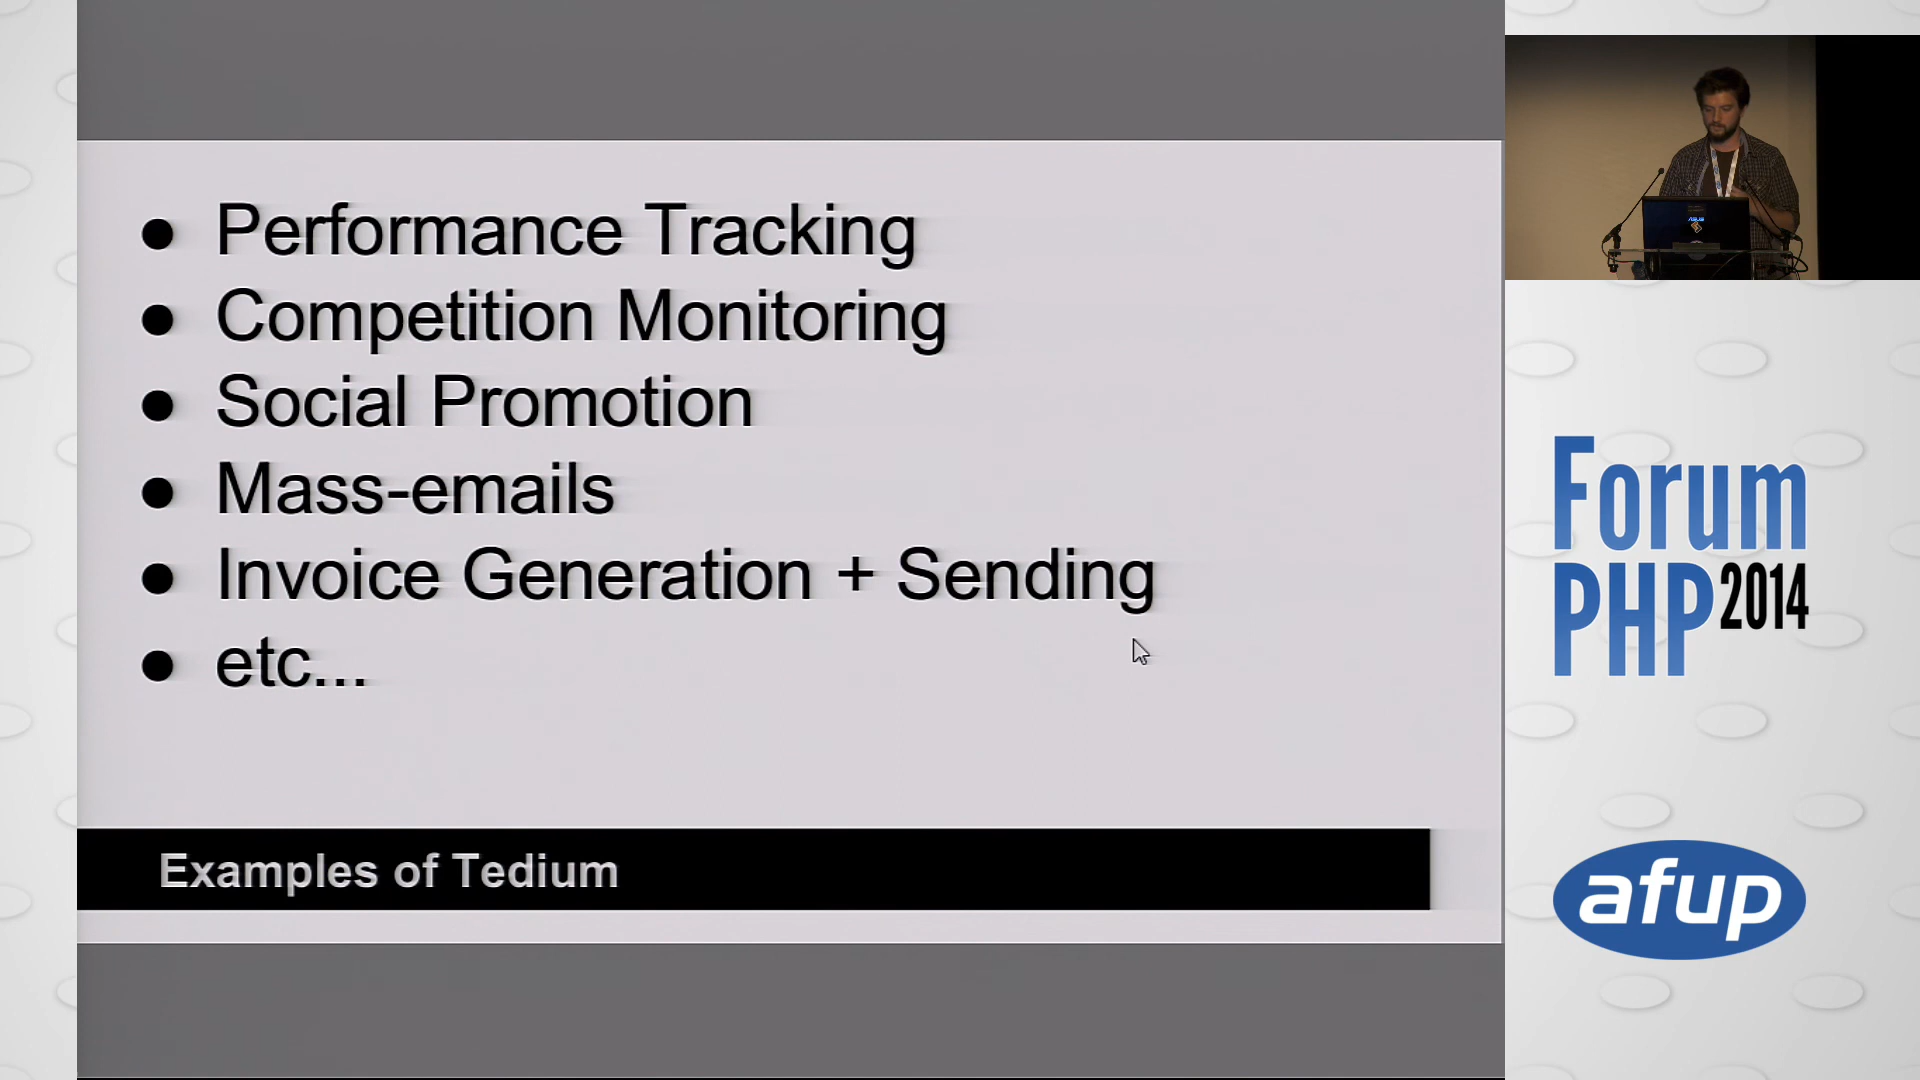 ● Performance Tracking
● Competition Monitoring
● Social Promotion
● Mass-emails
● Invoice Generation + Sending
● etc...
Examples of Tedium
ASUS
Forum
PHP 2014
afup